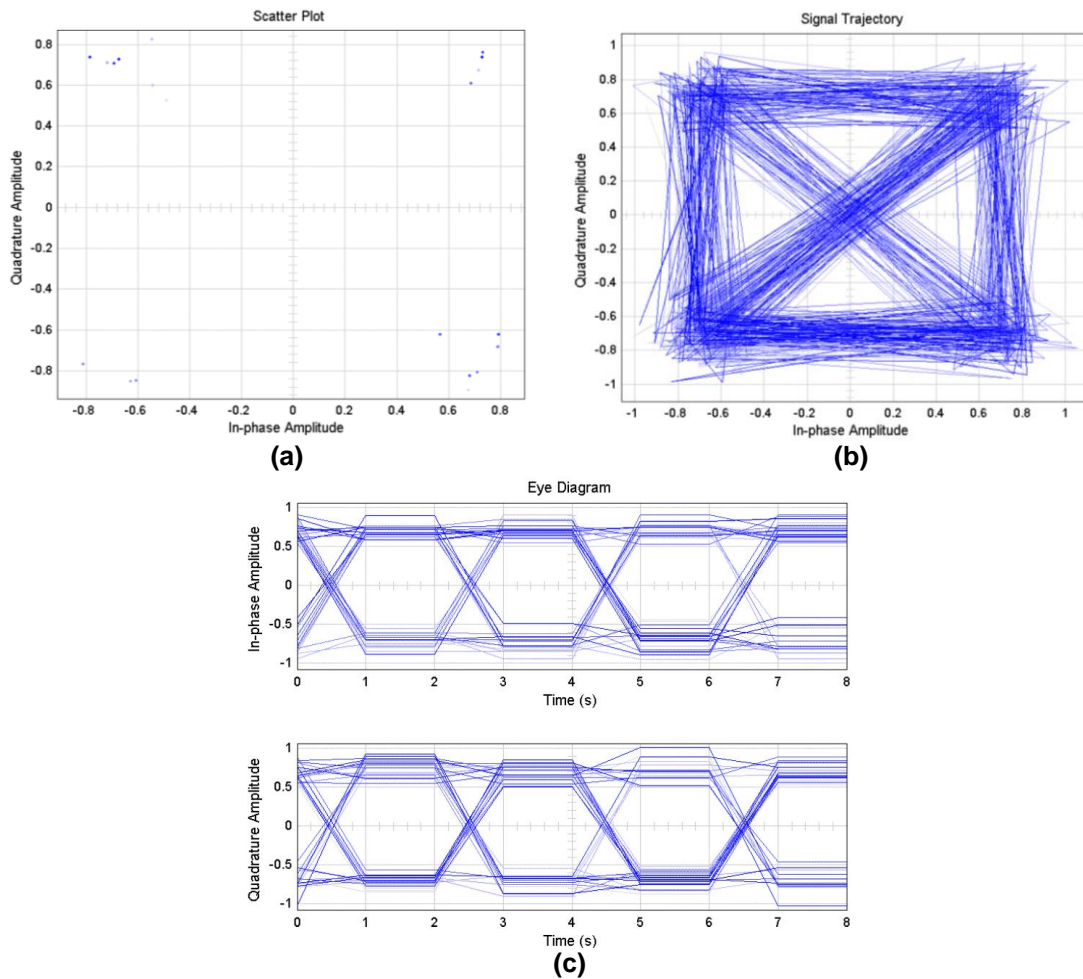 Scatter Plot
0.8
0.6
0.4
0.2
0
-0.2
-0.4
-0.6
-0.8
Quadrature Amplitude
-0.8 -0.6 -0.4 -0.2 0 0.2 0.4 0.6 0.8
In-phase Amplitude
(a)
Signal Trajectory
1
0.8
0.6
0.4
0.2
0
-0.2
-0.4
-0.6
-0.8
-1
Quadrature Amplitude
-1 -0.8 -0.6 -0.4 -0.2 0 0.2 0.4 0.6 0.8 1
In-phase Amplitude
(b)
Eye Diagram
1
0.5
0
-0.5
-1
In-phase Amplitude
0 1 2 3 4 5 6 7 8
Time (s)
1
0.5
0
-0.5
-1
Quadrature Amplitude
0 1 2 3 4 5 6 7 8
Time (s)
(c)